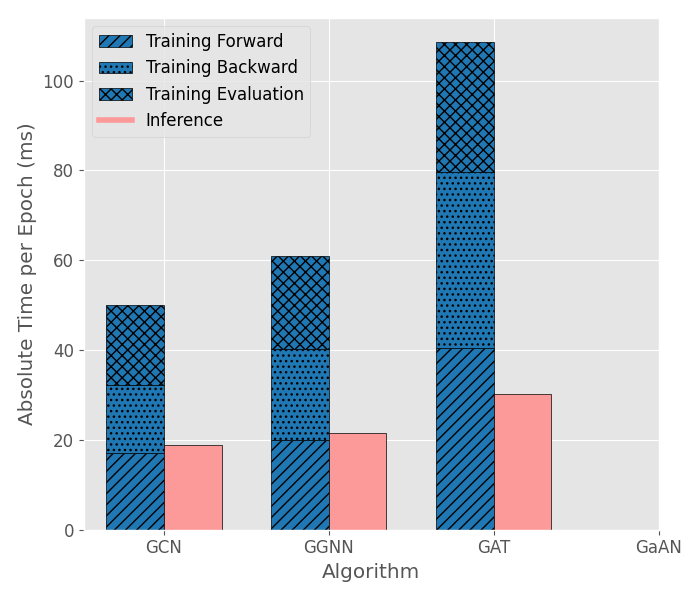 Training Forward
Training Backward
Training Evaluation
Inference
Absolute Time per Epoch (ms)
100
80
60
40
20
0
GCN GGNN GAT GaAN
Algorithm